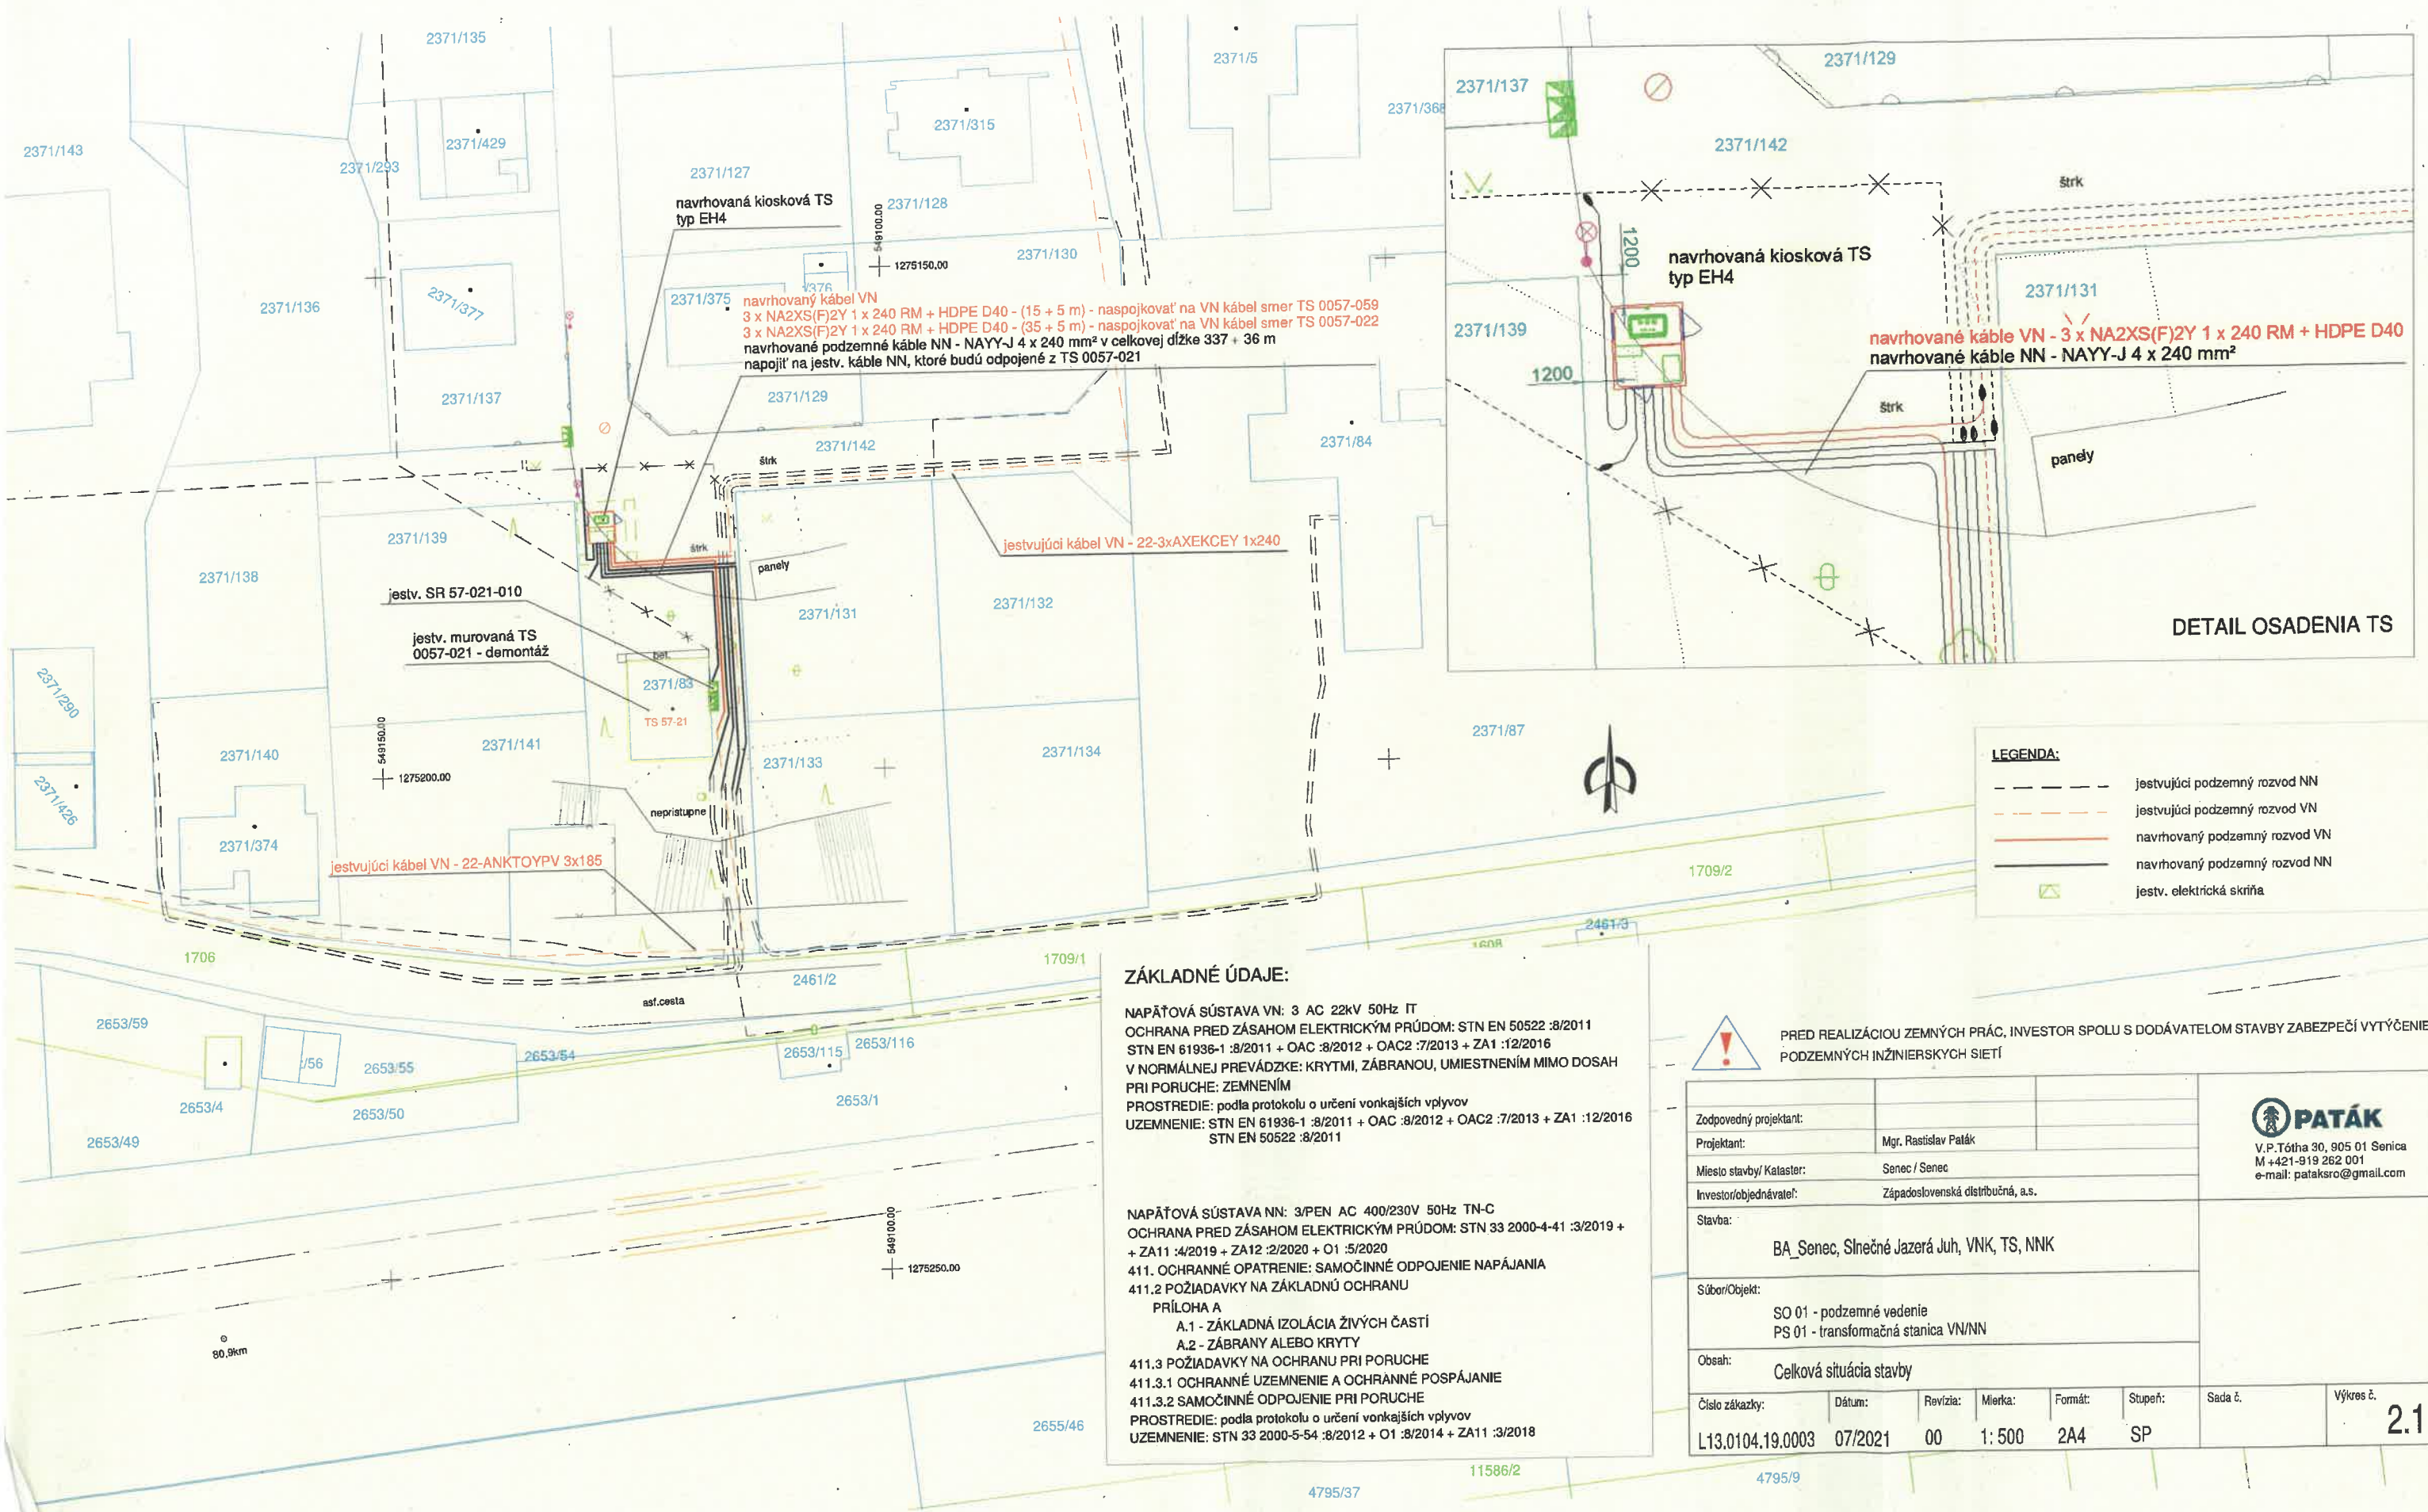 2371/135
2371/5
2371/143
2371/429
2371/293
2371/315
2371/368
2371/127
navrhovaná kiosková TS
typ EH4
2371/128
549100.00
1275150.00
2371/130
2371/136
2371/377
2371/375
navrhovaný kábel VN
3 x NA2XS(F)2Y 1 x 240 RM + HDPE D40 - (15 + 5 m) - naspojkovať na VN kábel smer TS 0057-059
3 x NA2XS(F)2Y 1 x 240 RM + HDPE D40 - (35 + 5 m) - naspojkovať na VN kábel smer TS 0057-022
navrhované podzemné káble NN - NAYY-J 4 x 240 mm² v celkovej dĺžke 337 + 36 m
napojiť na jestv. káble NN, ktoré budú odpojené z TS 0057-021
2371/137
2371/129
2371/142
2371/84
štrk
2371/139
štrk
jestvujúci kábel VN - 22-3xAXEKCEY 1x240
panely
2371/138
jestv. SR 57-021-010
2371/131
2371/132
jestv. murovaná TS
0057-021 - demontáž
bet.
2371/83
TS 57-21
2371/290
549150.00
2371/140
2371/141
1275200.00
2371/133
2371/134
2371/87
2371/426
nepristupne
2371/374
jestvujúci kábel VN - 22-ANKTOYPV 3x185
1709/2
2461/3
1608
1706
1709/1
2461/2
asf.cesta
2653/59
/56
2653/55
2653/54
2653/115
2653/116
2653/4
2653/50
2653/1
2653/49
549100.00
1275250.00
80,9km
2655/46
11586/2
4795/37
4795/9
2371/137
2371/129
2371/142
štrk
1200
navrhovaná kiosková TS
typ EH4
2371/131
2371/139
navrhované káble VN - 3 x NA2XS(F)2Y 1 x 240 RM + HDPE D40
navrhované káble NN - NAYY-J 4 x 240 mm²
1200
štrk
panely
DETAIL OSADENIA TS
LEGENDA:
jestvujúci podzemný rozvod NN
jestvujúci podzemný rozvod VN
navrhovaný podzemný rozvod VN
navrhovaný podzemný rozvod NN
jestv. elektrická skriňa
ZÁKLADNÉ ÚDAJE:
NAPÄŤOVÁ SÚSTAVA VN: 3 AC 22kV 50Hz IT
OCHRANA PRED ZÁSAHOM ELEKTRICKÝM PRÚDOM: STN EN 50522 :8/2011
STN EN 61936-1 :8/2011 + OAC :8/2012 + OAC2 :7/2013 + ZA1 :12/2016
V NORMÁLNEJ PREVÁDZKE: KRYTMI, ZÁBRANOU, UMIESTNENÍM MIMO DOSAH
PRI PORUCHE: ZEMNENÍM
PROSTREDIE: podla protokolu o určení vonkajších vplyvov
UZEMNENIE: STN EN 61936-1 :8/2011 + OAC :8/2012 + OAC2 :7/2013 + ZA1 :12/2016
STN EN 50522 :8/2011
NAPÄŤOVÁ SÚSTAVA NN: 3/PEN AC 400/230V 50Hz TN-C
OCHRANA PRED ZÁSAHOM ELEKTRICKÝM PRÚDOM: STN 33 2000-4-41 :3/2019 +
+ ZA11 :4/2019 + ZA12 :2/2020 + O1 :5/2020
411. OCHRANNÉ OPATRENIE: SAMOČINNÉ ODPOJENIE NAPÁJANIA
411.2 POŽIADAVKY NA ZÁKLADNÚ OCHRANU
PRÍLOHA A
A.1 - ZÁKLADNÁ IZOLÁCIA ŽIVÝCH ČASTÍ
A.2 - ZÁBRANY ALEBO KRYTY
411.3 POŽIADAVKY NA OCHRANU PRI PORUCHE
411.3.1 OCHRANNÉ UZEMNENIE A OCHRANNÉ POSPÁJANIE
411.3.2 SAMOČINNÉ ODPOJENIE PRI PORUCHE
PROSTREDIE: podla protokolu o určení vonkajších vplyvov
UZEMNENIE: STN 33 2000-5-54 :8/2012 + O1 :8/2014 + ZA11 :3/2018
PRED REALIZÁCIOU ZEMNÝCH PRÁC, INVESTOR SPOLU S DODÁVATELOM STAVBY ZABEZPEČÍ VYTÝČENIE
PODZEMNÝCH INŽINIERSKYCH SIETÍ
Zodpovedný projektant:
Projektant: Mgr. Rastislav Paták
Miesto stavby/ Kataster: Senec / Senec
Investor/objednávateľ: Západoslovenská distribučná, a.s.
PATÁK
V.P.Tótha 30, 905 01 Senica
M +421-919 262 001
e-mail: pataksro@gmail.com
Stavba:
BA_Senec, Slnečné Jazerá Juh, VNK, TS, NNK
Súbor/Objekt:
SO 01 - podzemné vedenie
PS 01 - transformačná stanica VN/NN
Obsah:
Celková situácia stavby
Číslo zákazky: Dátum: Revízia: Mierka: Formát: Stupeň: Sada č. Výkres č.
L13.0104.19.0003 07/2021 00 1: 500 2A4 SP 2.1